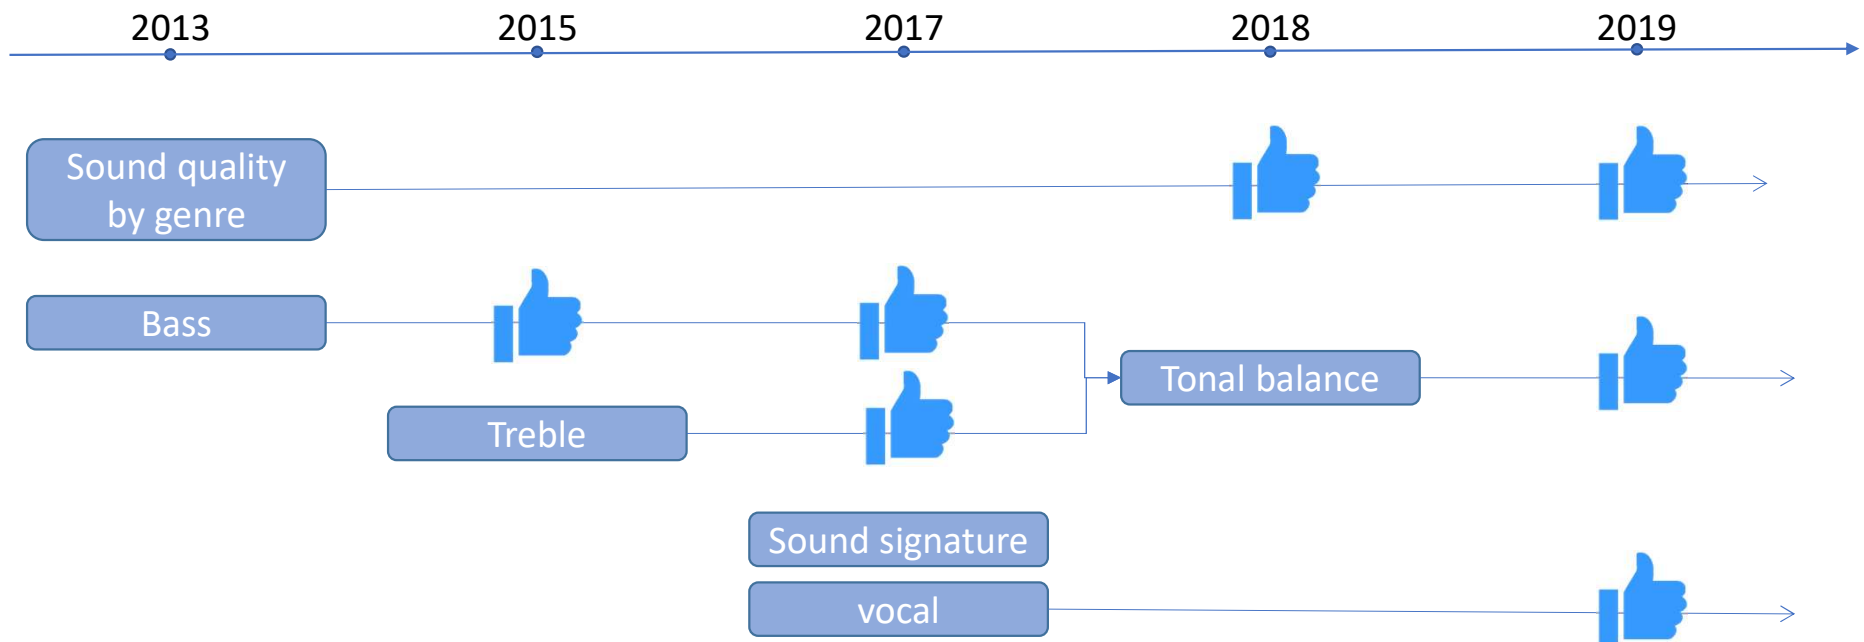 2013
2015
2017
2018
2019
Sound quality
by genre
Bass
Tonal balance
Treble
Sound signature
vocal